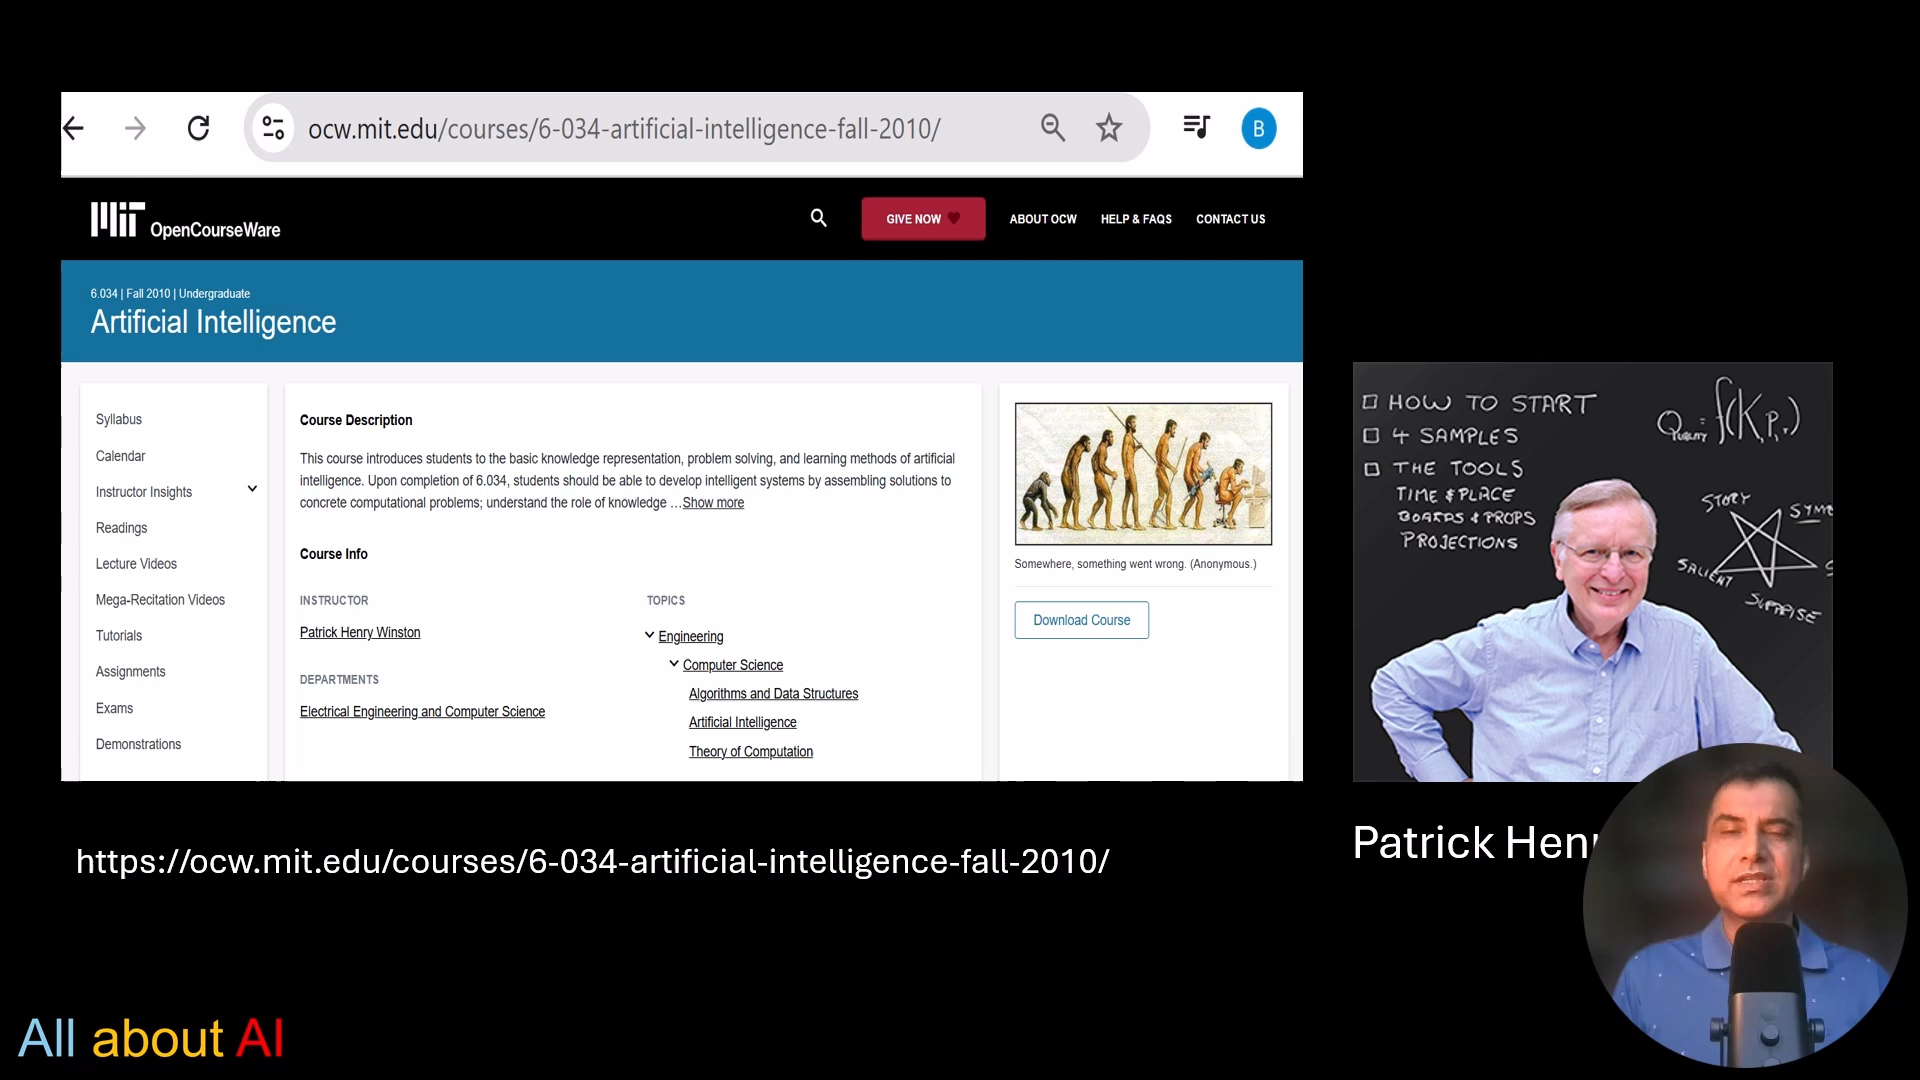 ocw.mit.edu/courses/6-034-artificial-intelligence-fall-2010/
B
MIT OpenCourseWare
GIVE NOW
ABOUT OCW
HELP & FAQS
CONTACT US
6.034 | Fall 2010 | Undergraduate
Artificial Intelligence
Syllabus
Calendar
Instructor Insights
Readings
Lecture Videos
Mega-Recitation Videos
Tutorials
Assignments
Exams
Demonstrations
Course Description
This course introduces students to the basic knowledge representation, problem solving, and learning methods of artificial
intelligence. Upon completion of 6.034, students should be able to develop intelligent systems by assembling solutions to
concrete computational problems; understand the role of knowledge ...Show more
Course Info
INSTRUCTOR
Patrick Henry Winston
DEPARTMENTS
Electrical Engineering and Computer Science
TOPICS
Engineering
Computer Science
Algorithms and Data Structures
Artificial Intelligence
Theory of Computation
Somewhere, something went wrong. (Anonymous.)
Download Course
HOW TO START
4 SAMPLES
THE TOOLS
TIME & PLACE
BOARDS & PROPS
PROJECTIONS
STORY
SALIENT
SURPRISE
https://ocw.mit.edu/courses/6-034-artificial-intelligence-fall-2010/
Patrick
All about AI